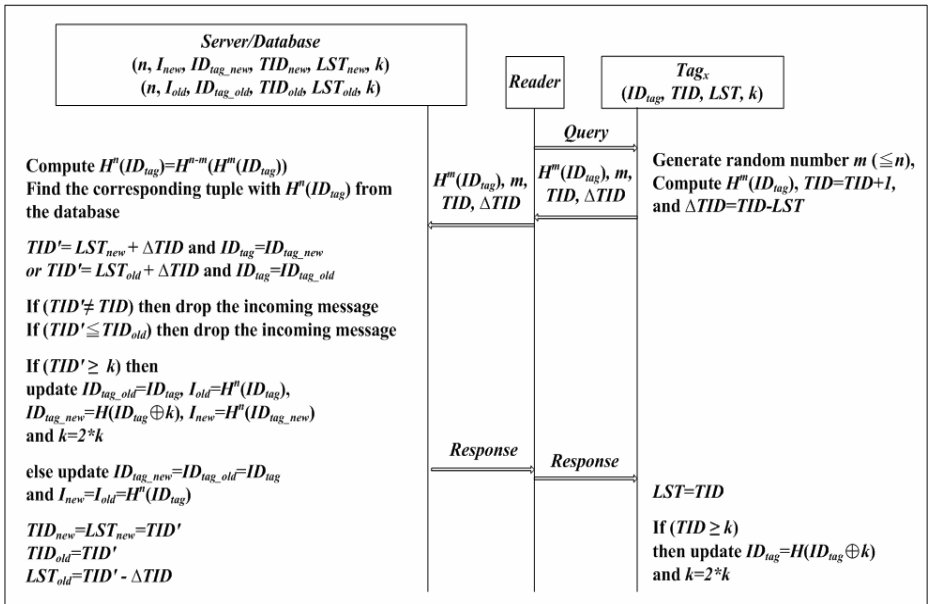 Server/Database
(n, I_new, ID_tag_new, TID_new, LST_new, k)
(n, I_old, ID_tag_old, TID_old, LST_old, k)
Reader
Tag_x
(ID_tag, TID, LST, k)
Query
Compute H^n(ID_tag)=H^n-m(H^m(ID_tag))
Find the corresponding tuple with H^n(ID_tag) from
the database
H^m(ID_tag), m,
TID, ΔTID
H^m(ID_tag), m,
TID, ΔTID
Generate random number m (≦n),
Compute H^m(ID_tag), TID=TID+1,
and ΔTID=TID-LST
TID'= LST_new + ΔTID and ID_tag=ID_tag_new
or TID'= LST_old + ΔTID and ID_tag=ID_tag_old
If (TID'≠ TID) then drop the incoming message
If (TID'≦TID_old) then drop the incoming message
If (TID' ≥ k) then
update ID_tag_old=ID_tag, I_old=H^n(ID_tag),
ID_tag_new=H(ID_tag⊕k), I_new=H^n(ID_tag_new)
and k=2*k
else update ID_tag_new=ID_tag_old=ID_tag
and I_new=I_old=H^n(ID_tag)
Response
Response
TID_new=LST_new=TID'
TID_old=TID'
LST_old=TID' - ΔTID
LST=TID
If (TID ≥ k)
then update ID_tag=H(ID_tag⊕k)
and k=2*k